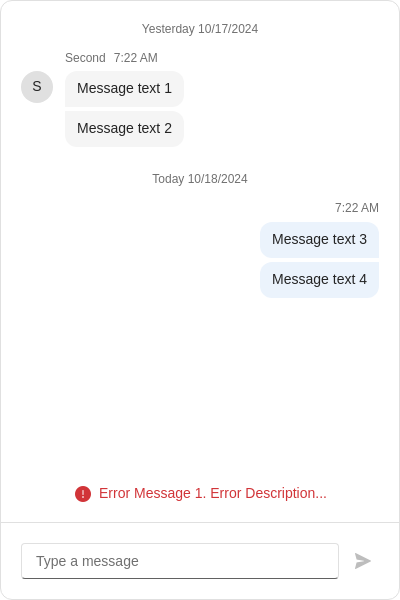 Yesterday 10/17/2024
Second 7:22 AM
S
Message text 1
Message text 2
Today 10/18/2024
7:22 AM
Message text 3
Message text 4
Error Message 1. Error Description...
Type a message